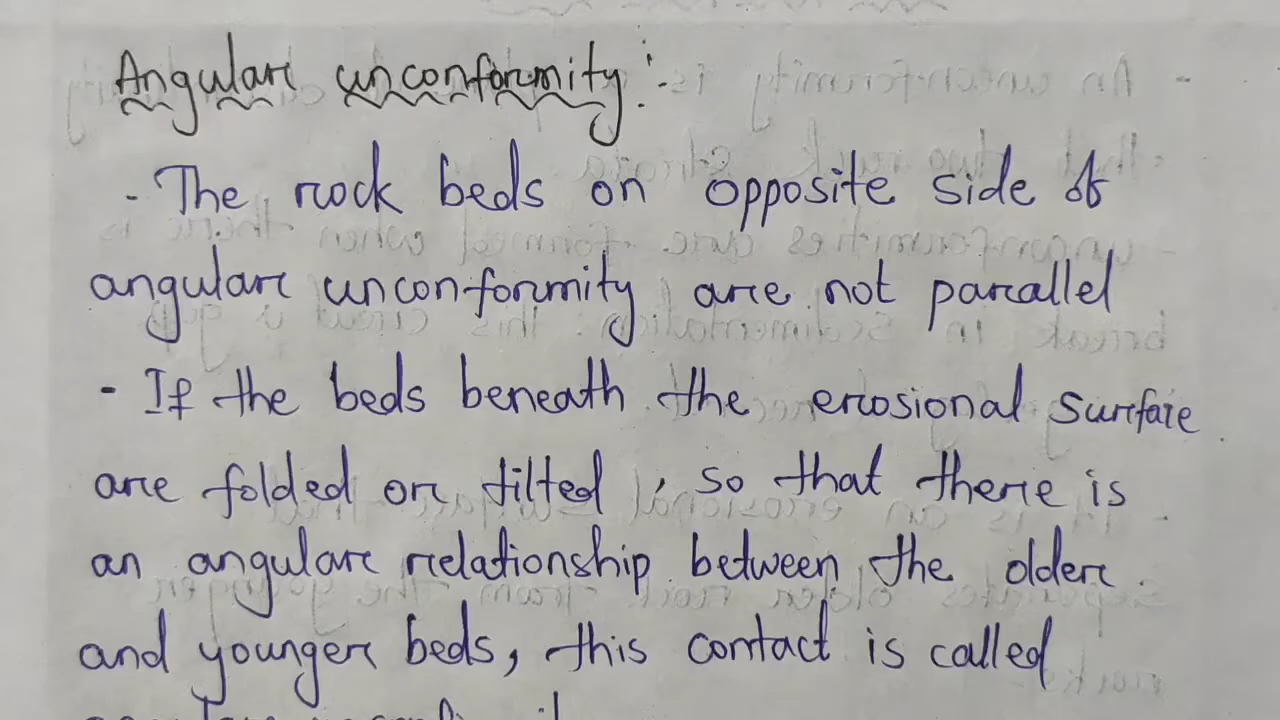 Angular unconformity :-
- The rock beds on opposite side of
angular unconformity are not parallel
- If the beds beneath the erosional surface
are folded or tilted, so that there is
an angular relationship between the older
and younger beds, this contact is called
angular unconformity